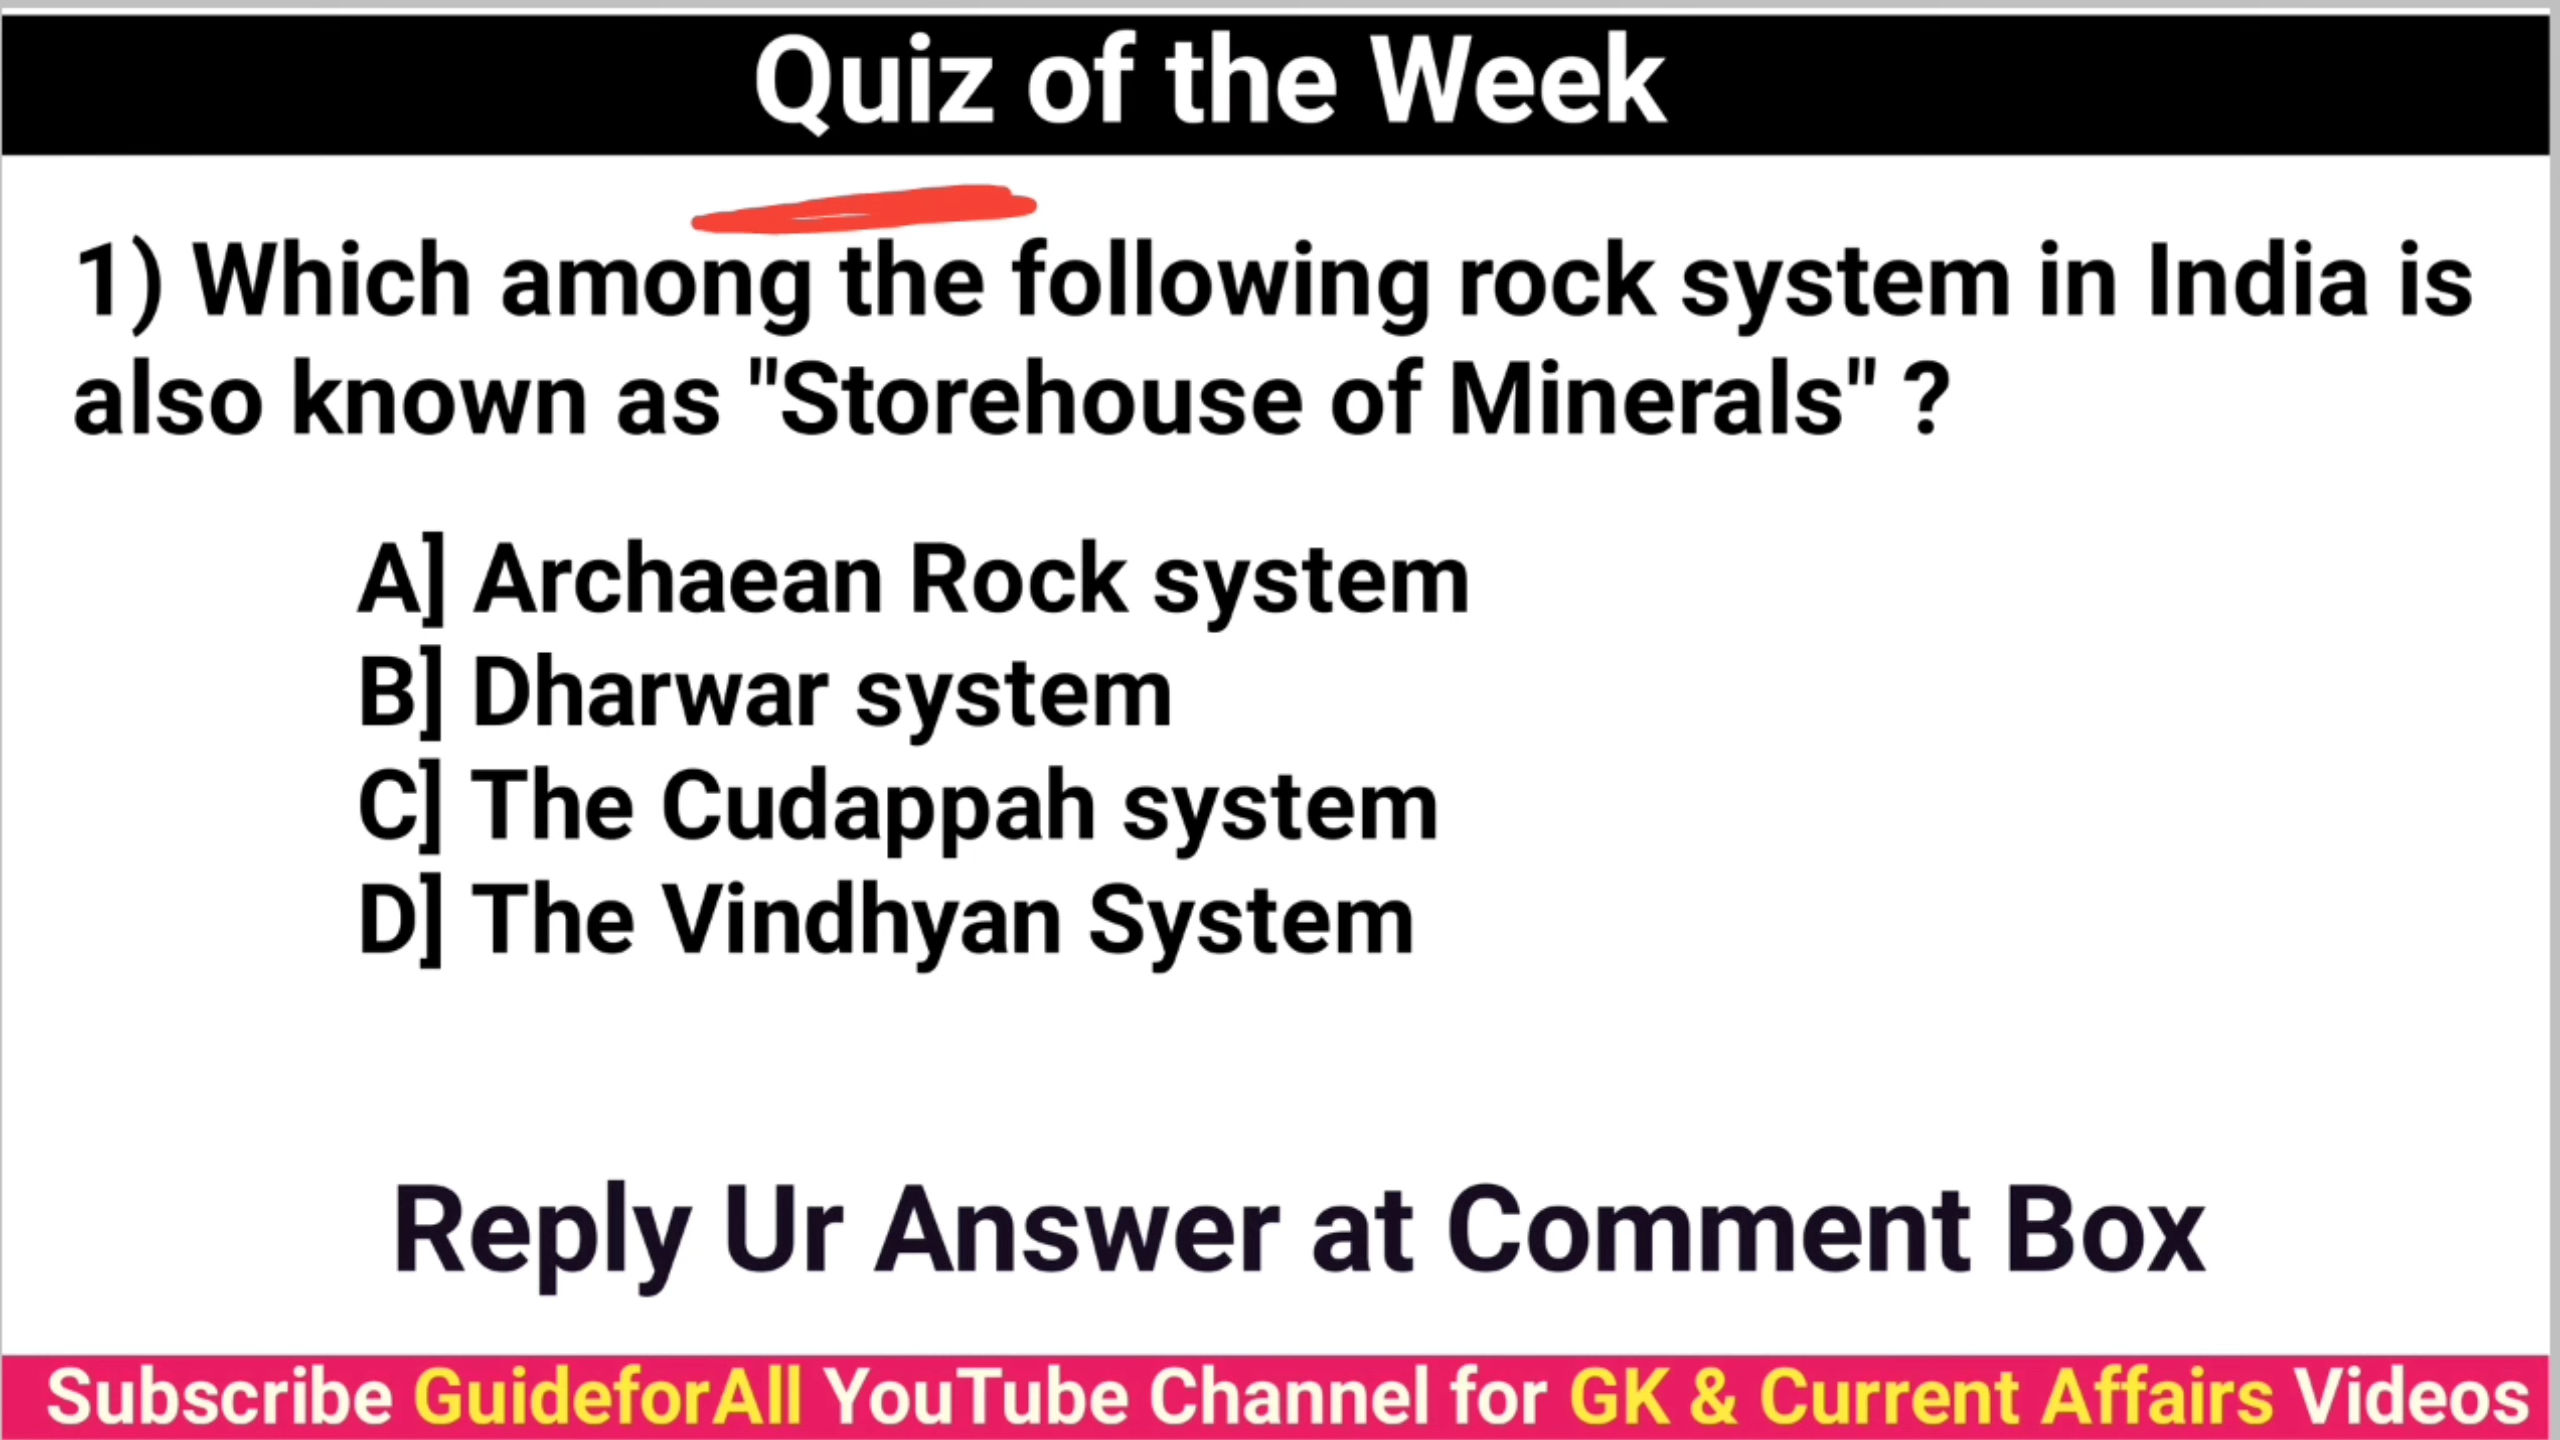 Quiz of the Week
1) Which among the following rock system in India is
also known as "Storehouse of Minerals" ?
A] Archaean Rock system
B] Dharwar system
C] The Cudappah system
D] The Vindhyan System
Reply Ur Answer at Comment Box
Subscribe GuideforAll YouTube Channel for GK & Current Affairs Videos